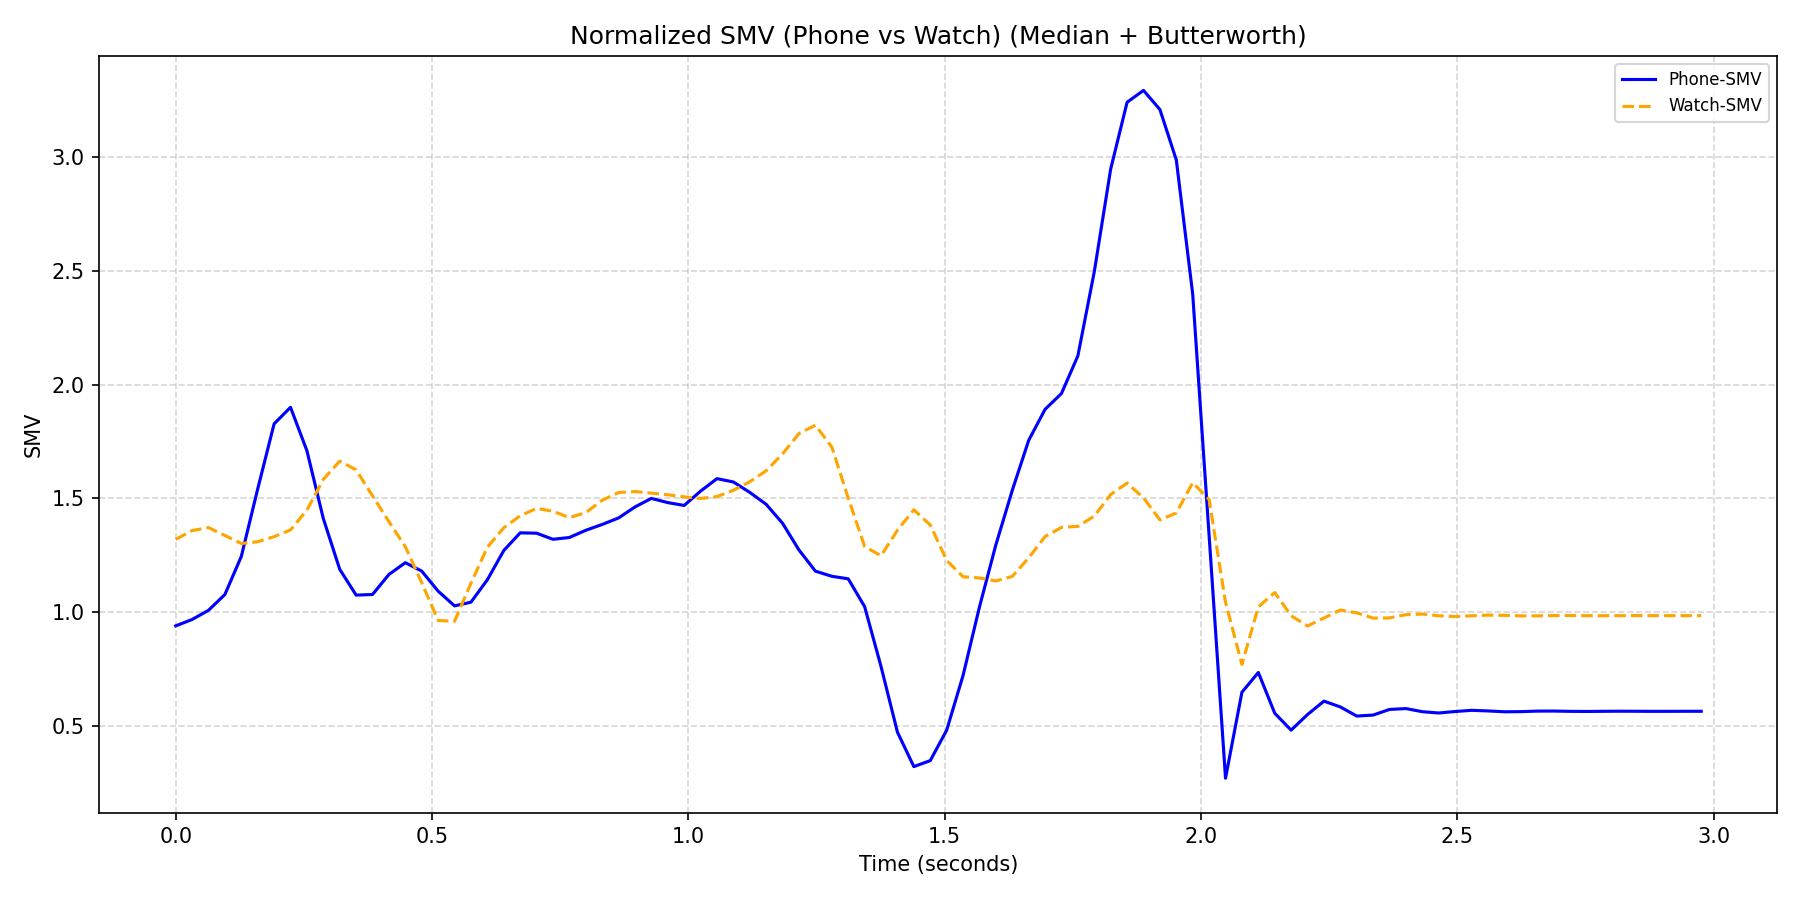 Normalized SMV (Phone vs Watch) (Median + Butterworth)
Phone-SMV
Watch-SMV
SMV
3.0
2.5
2.0
1.5
1.0
0.5
0.0 0.5 1.0 1.5 2.0 2.5 3.0
Time (seconds)